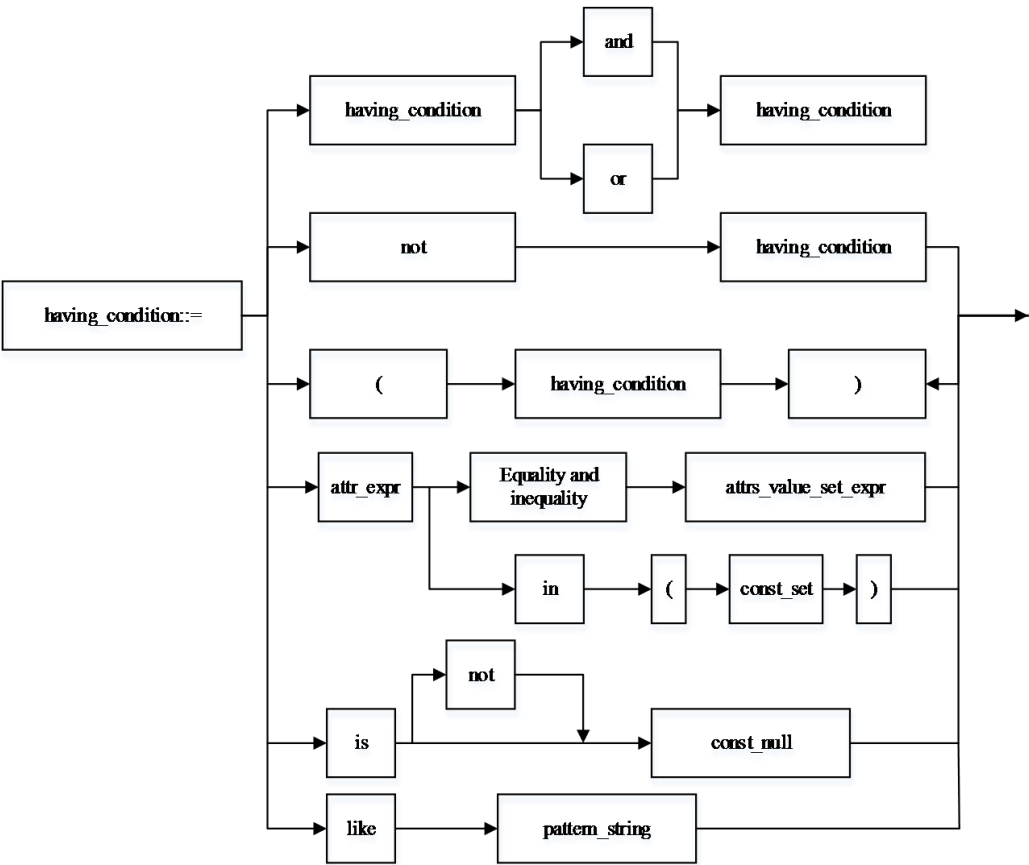 and
having_condition
having_condition
or
not
having_condition
having_condition::=
(
having_condition
)
attr_expr
Equality and
inequality
attrs_value_set_expr
in
(
const_set
)
not
is
const_null
like
pattern_string